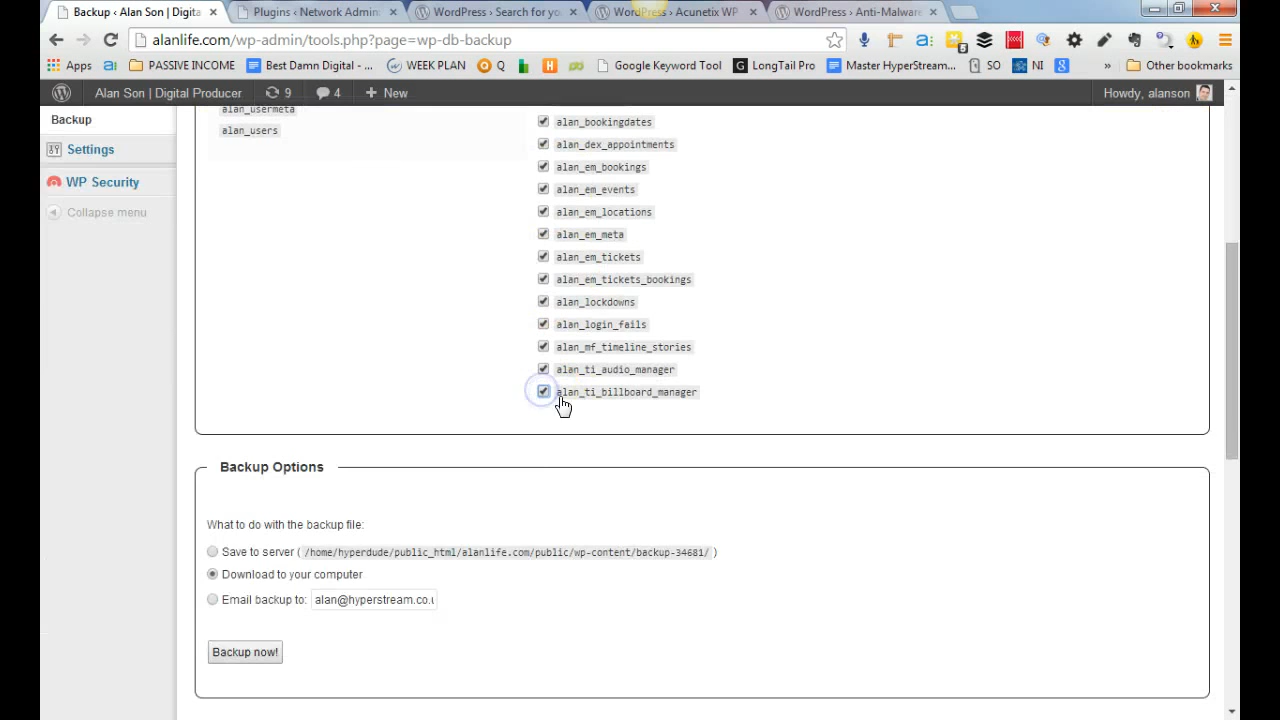 Backup ‹ Alan Son | Digita
Plugins ‹ Network Admin:
WordPress › Search for yo
WordPress › Acunetix WP
WordPress › Anti-Malware
alanlife.com/wp-admin/tools.php?page=wp-db-backup
Apps
PASSIVE INCOME
Best Damn Digital - ...
WEEK PLAN
Q
Google Keyword Tool
LongTail Pro
Master HyperStream...
SO
NI
»
Other bookmarks
Alan Son | Digital Producer
9
4
+ New
Howdy, alanson
Backup
Settings
WP Security
Collapse menu
alan_usermeta
alan_users
alan_bookingdates
alan_dex_appointments
alan_em_bookings
alan_em_events
alan_em_locations
alan_em_meta
alan_em_tickets
alan_em_tickets_bookings
alan_lockdowns
alan_login_fails
alan_mf_timeline_stories
alan_ti_audio_manager
alan_ti_billboard_manager
Backup Options
What to do with the backup file:
Save to server ( /home/hyperdude/public_html/alanlife.com/public/wp-content/backup-34681/ )
Download to your computer
Email backup to: alan@hyperstream.co.u
Backup now!